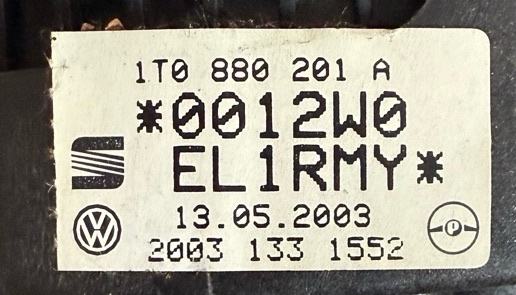 1T0 880 201 A
*0012W0
EL1RMY*
13.05.2003
2003 133 1552
P